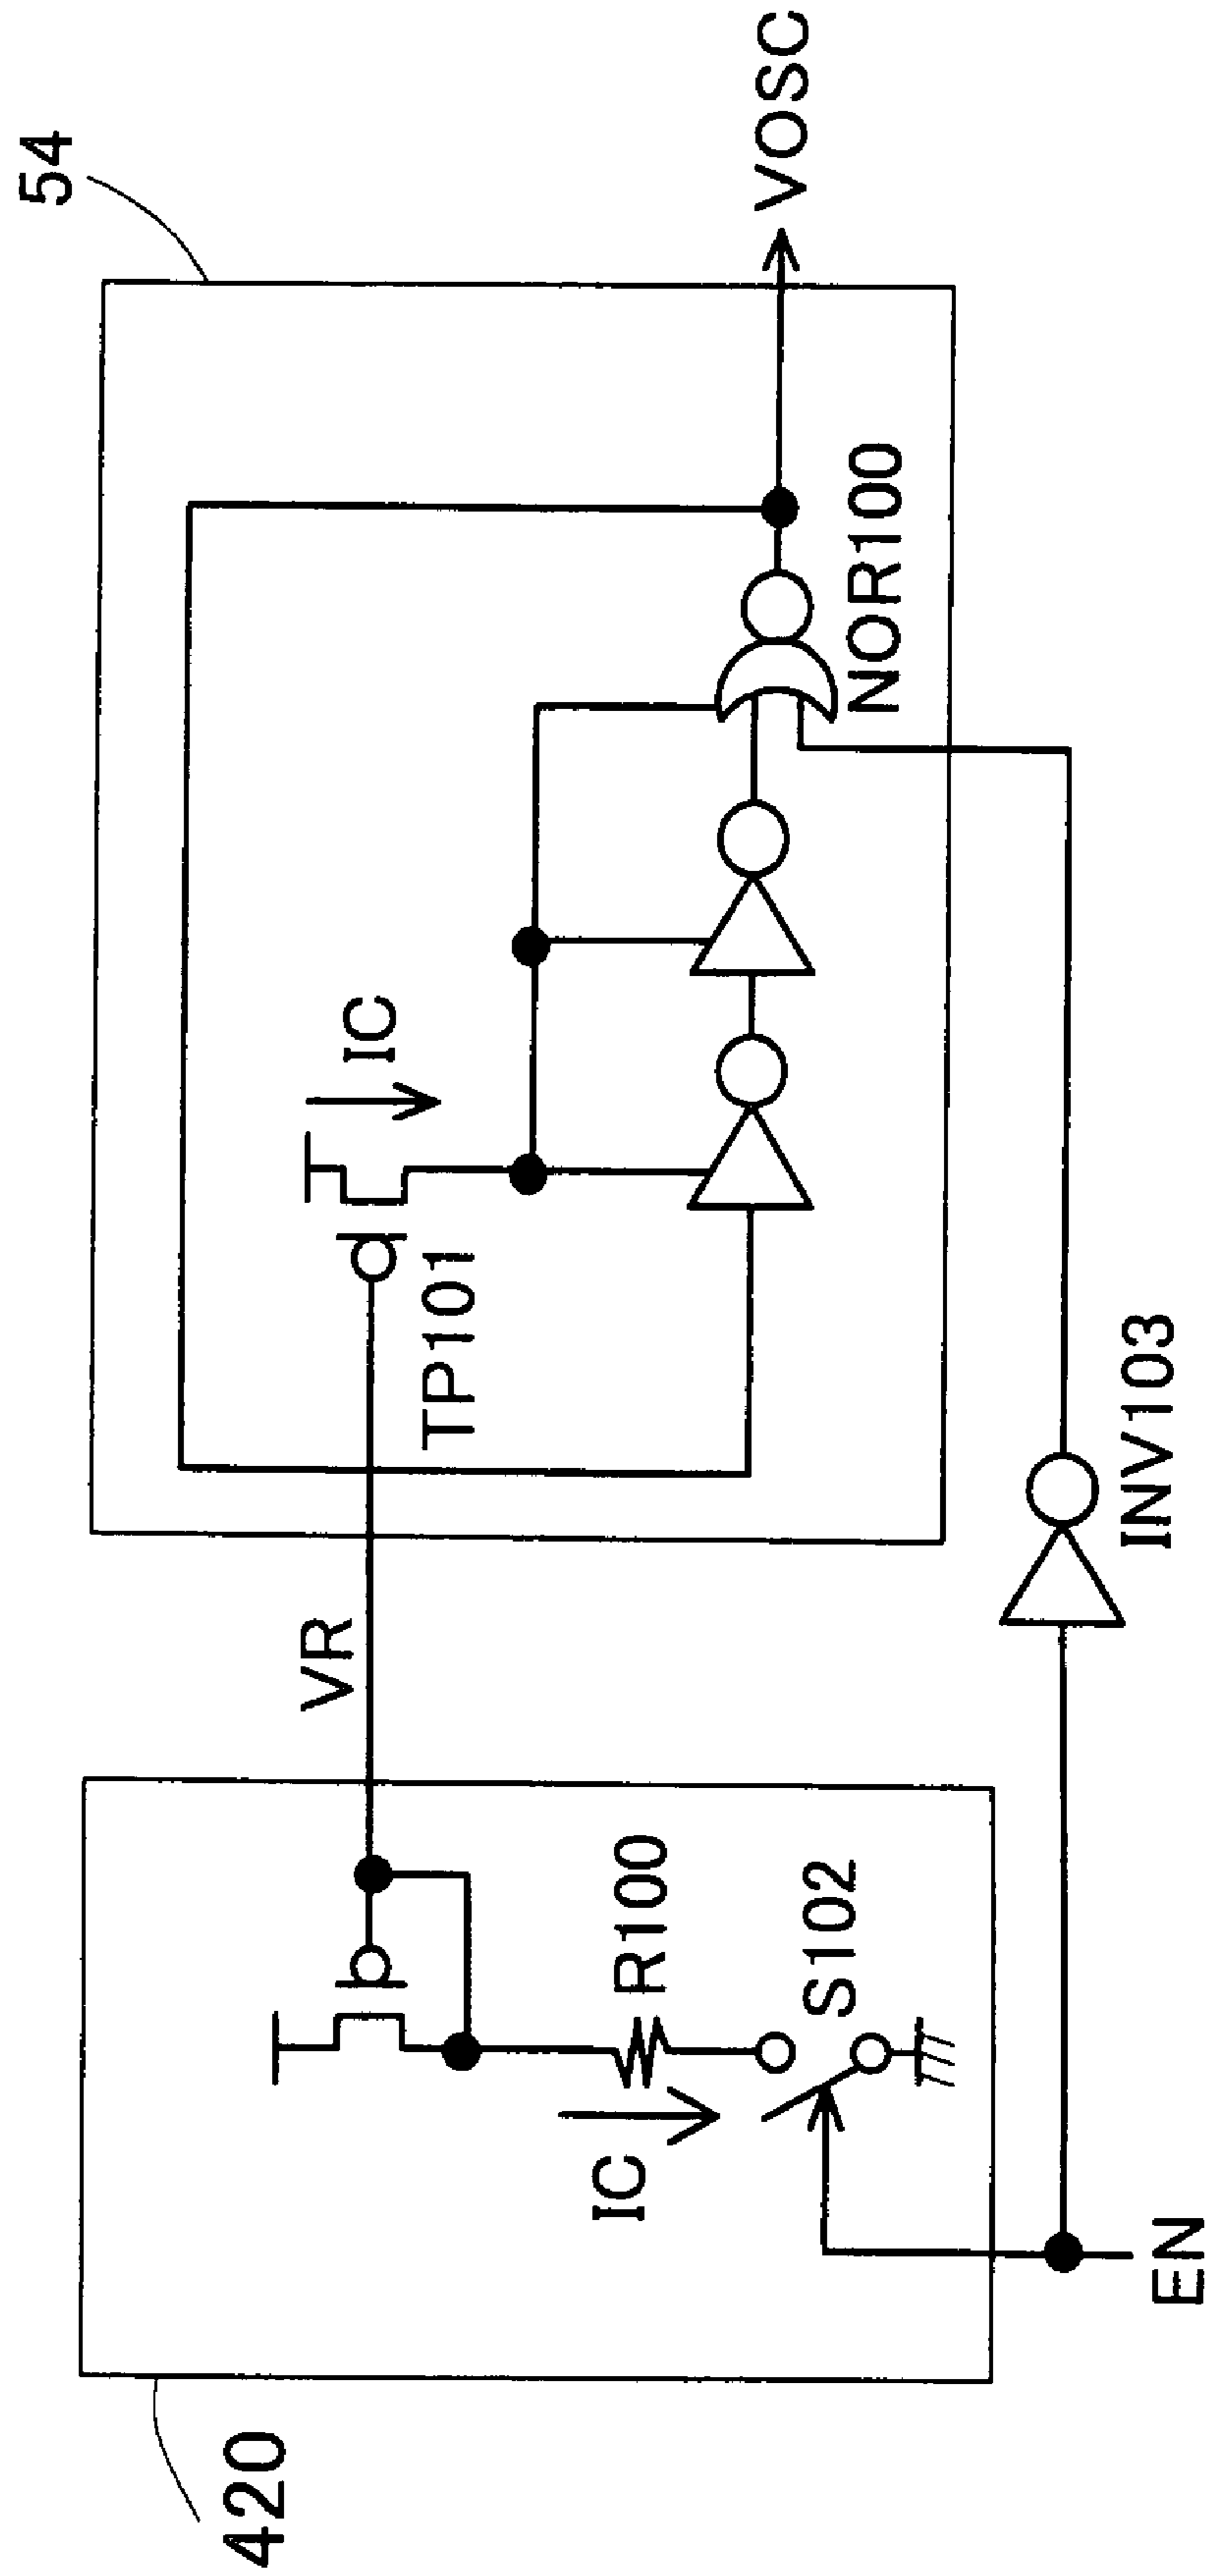 420
IC
R100
S102
EN
VR
INV103
54
TP101
IC
NOR100
VOSC